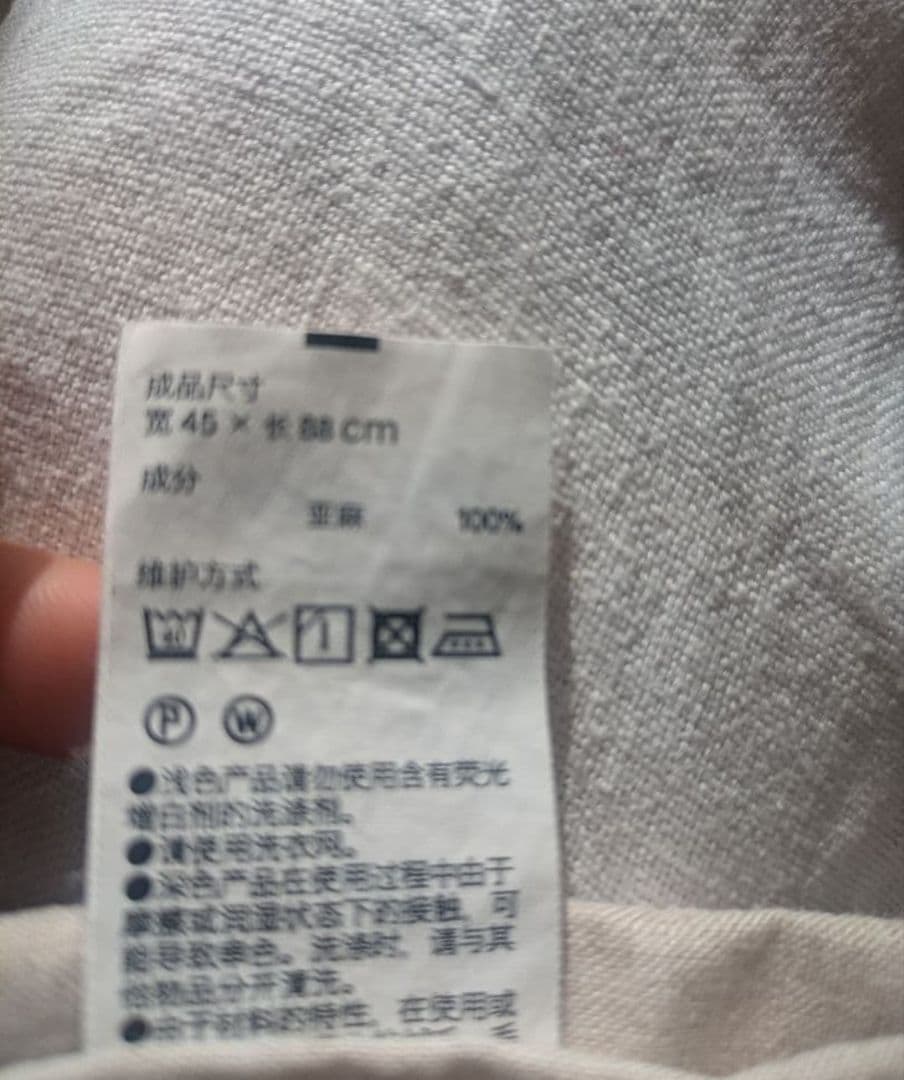 成品尺寸
宽 45 × 长 88 cm
成分
亚麻 100%
维护方式
40
P W
●浅色产品请勿使用含有荧光
增白剂的洗涤剂。
●请使用洗衣网。
●深色产品在使用过程中由于
摩擦或润湿状态下的接触，可
能导致串色。洗涤时，请与其
他物品分开清洗。
●由于材料的特性，在使用或